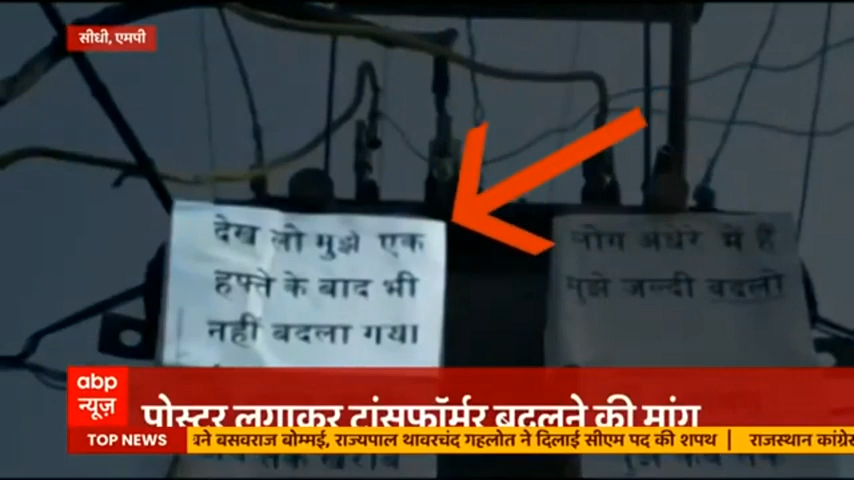 सीधी, एमपी
देख लो मुझे एक
हफ्ते के बाद भी
नही बदला गया
लोग अंधेरे में हैं
मुझे जल्दी बदलो
abp
न्यूज़
पोस्टर लगाकर ट्रांसफॉर्मर बदलने की मांग
TOP NEWS
बसवराज बोम्मई, राज्यपाल थावरचंद गहलोत ने दिलाई सीएम पद की शपथ | राजस्थान